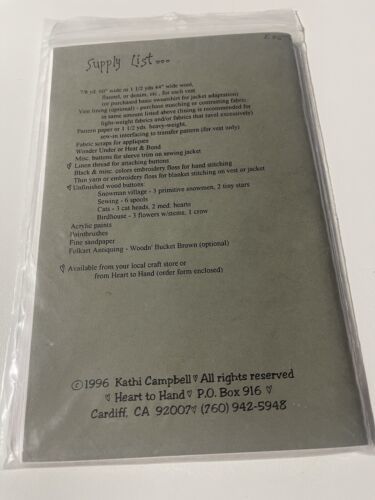 Supply List...
7/8 yd. 60" wide or 1 1/2 yds 44" wide wool,
flannel, or denim, etc., for each vest
(or purchased basic sweatshirt for jacket adaptation)
Vest lining (optional) - purchase matching or contrasting fabric
in same amount listed above (lining is recommended for
light-weight fabrics and/or fabrics that ravel excessively)
Pattern paper or 1 1/2 yds. heavy-weight,
sew-in interfacing to transfer pattern (for vest only)
Fabric scraps for appliques
Wonder Under or Heat & Bond
Misc. buttons for sleeve trim on sewing jacket
Linen thread for attaching buttons
Black & misc. colors embroidery floss for hand stitching
Thin yarn or embroidery floss for blanket stitching on vest or jacket
Unfinished wood buttons:
Snowman village - 3 primitive snowmen, 2 tiny stars
Sewing - 6 spools
Cats - 3 cat heads, 2 med. hearts
Birdhouse - 3 flowers w/stems, 1 crow
Acrylic paints
Paintbrushes
Fine sandpaper
Folkart Antiquing - Woodn' Bucket Brown (optional)
Available from your local craft store or
from Heart to Hand (order form enclosed)
©1996 Kathi Campbell ♥ All rights reserved
♥ Heart to Hand ♥ P.O. Box 916 ♥
Cardiff, CA 92007 ♥ (760) 942-5948